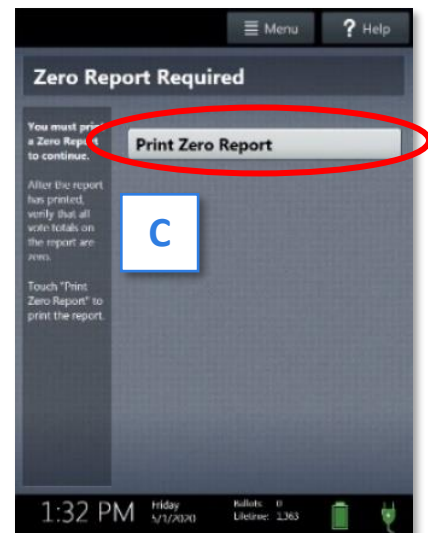 Menu ? Help
Zero Report Required
You must print
a Zero Report
to continue.
Print Zero Report
After the report
has printed,
verify that all
vote totals on
the report are
zero.
C
Touch "Print
Zero Report" to
print the report.
1:32 PM Friday 5/1/2020 Ballots: 0 Lifetime: 1,363